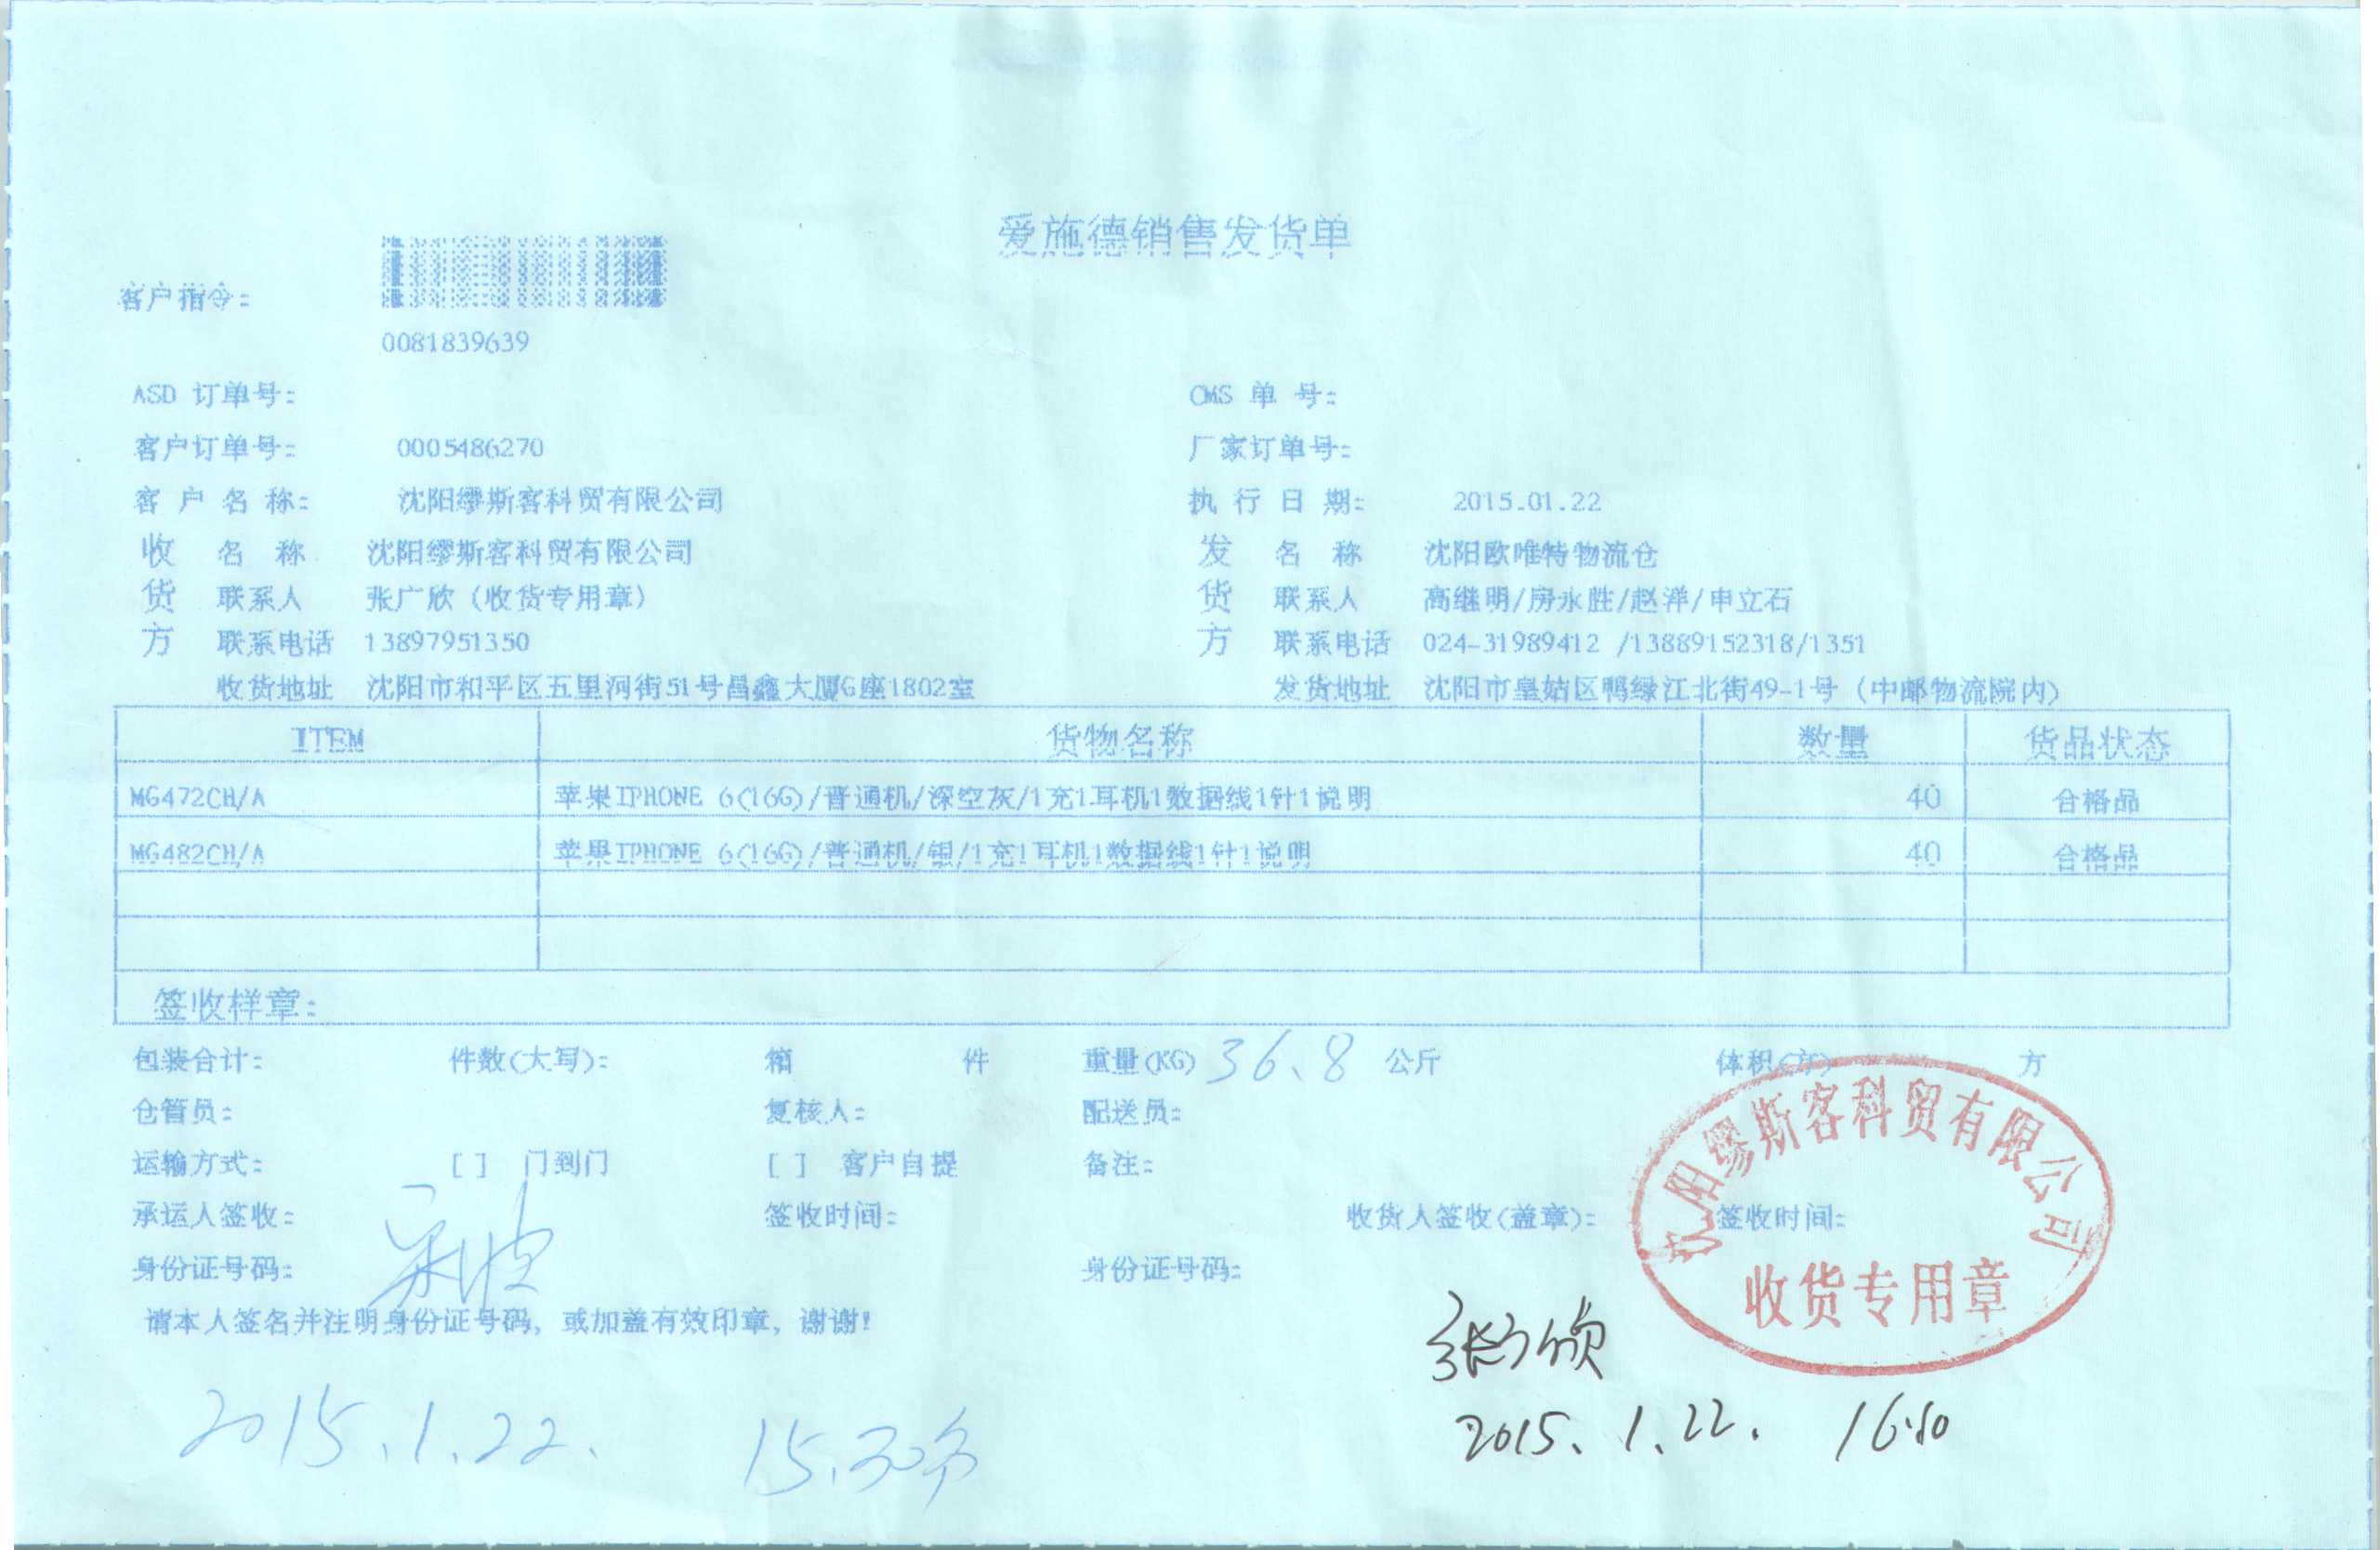 爱施德销售发货单
客户指令:
0081839639
ASD 订单号: OMS 单 号:
客户订单号: 0005486270 厂家订单号:
客 户 名 称: 沈阳缪斯客科贸有限公司 执 行 日 期: 2015.01.22
收 名 称 沈阳缪斯客科贸有限公司 发 名 称 沈阳欧唯特物流仓
货 联系人 张广欣（收货专用章） 货 联系人 高继明/房永胜/赵洋/申立石
方 联系电话 13897951350 方 联系电话 024-31989412 /13889152318/1351
收货地址 沈阳市和平区五里河街51号昌鑫大厦G座1802室 发货地址 沈阳市皇姑区鸭绿江北街49-1号（中邮物流院内）
ITEM 货物名称 数量 货品状态
MG472CH/A 苹果IPHONE 6(16G)/普通机/深空灰/1充1耳机1数据线1针1说明 40 合格品
MG482CH/A 苹果IPHONE 6(16G)/普通机/银/1充1耳机1数据线1针1说明 40 合格品
签收样章:
包装合计: 件数(大写): 箱 件 重量(KG) 36.8 公斤 体积(方) 方
仓管员: 复核人: 配送员:
运输方式: [ ] 门到门 [ ] 客户自提 备注:
承运人签收: 签收时间: 收货人签收(盖章): 签收时间:
身份证号码: 身份证号码:
请本人签名并注明身份证号码, 或加盖有效印章, 谢谢!
沈阳缪斯客科贸有限公司
收货专用章
张广欣
2015.1.22. 15.30分
2015.1.22. 16:10